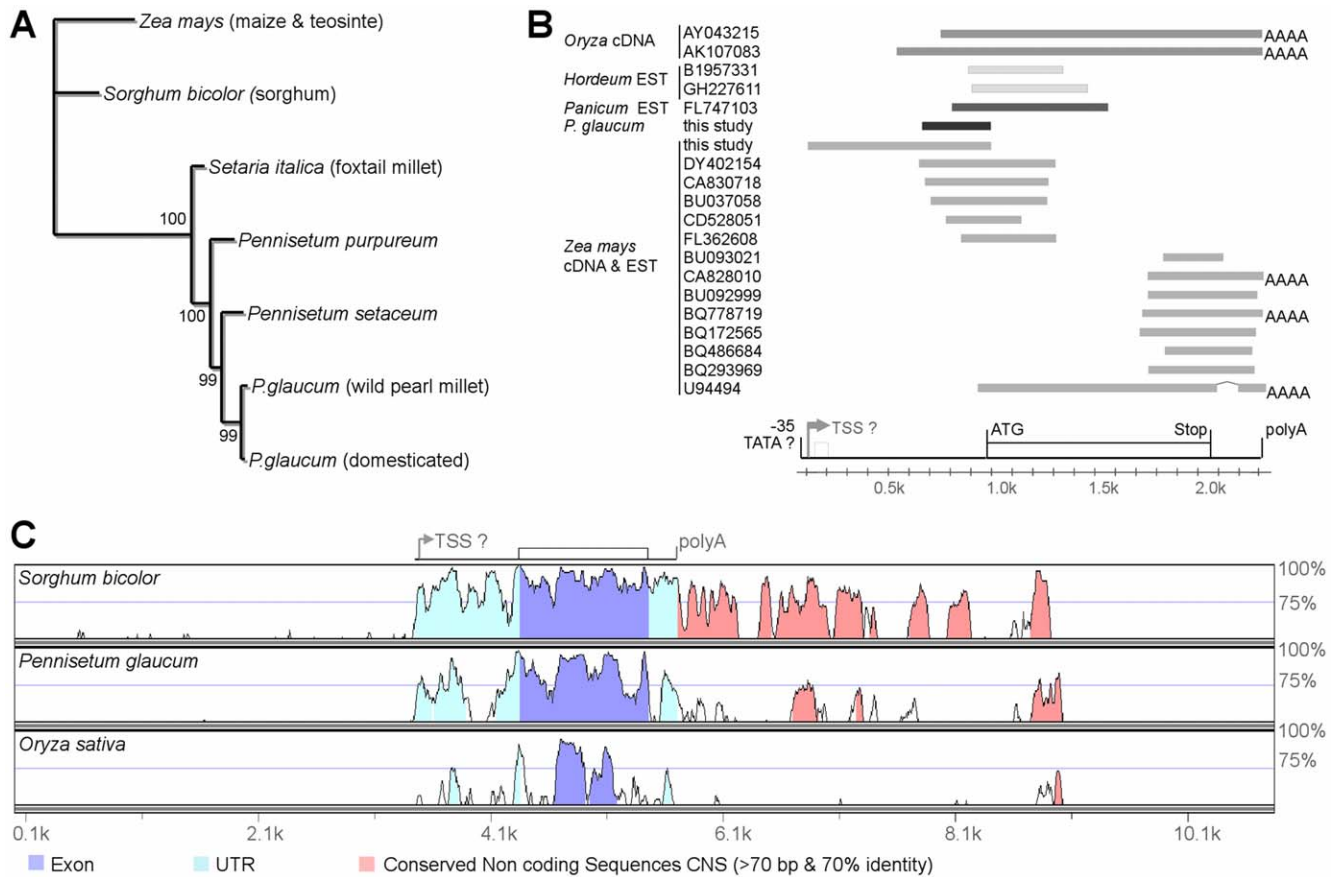 A
Zea mays (maize & teosinte)
Sorghum bicolor (sorghum)
Setaria italica (foxtail millet)
100
Pennisetum purpureum
100
Pennisetum setaceum
99
P.glaucum (wild pearl millet)
99
P.glaucum (domesticated)
B
Oryza cDNA
AY043215
AAAA
AK107083
AAAA
Hordeum EST
B1957331
GH227611
Panicum EST
FL747103
P. glaucum
this study
Zea mays
cDNA & EST
this study
DY402154
CA830718
BU037058
CD528051
FL362608
BU093021
CA828010
AAAA
BU092999
BQ778719
AAAA
BQ172565
BQ486684
BQ293969
U94494
AAAA
-35
TATA ?
TSS ?
ATG
Stop
polyA
0.5k 1.0k 1.5k 2.0k
C
TSS ?
polyA
Sorghum bicolor
100%
75%
Pennisetum glaucum
100%
75%
Oryza sativa
100%
75%
0.1k 2.1k 4.1k 6.1k 8.1k 10.1k
Exon
UTR
Conserved Non coding Sequences CNS (>70 bp & 70% identity)